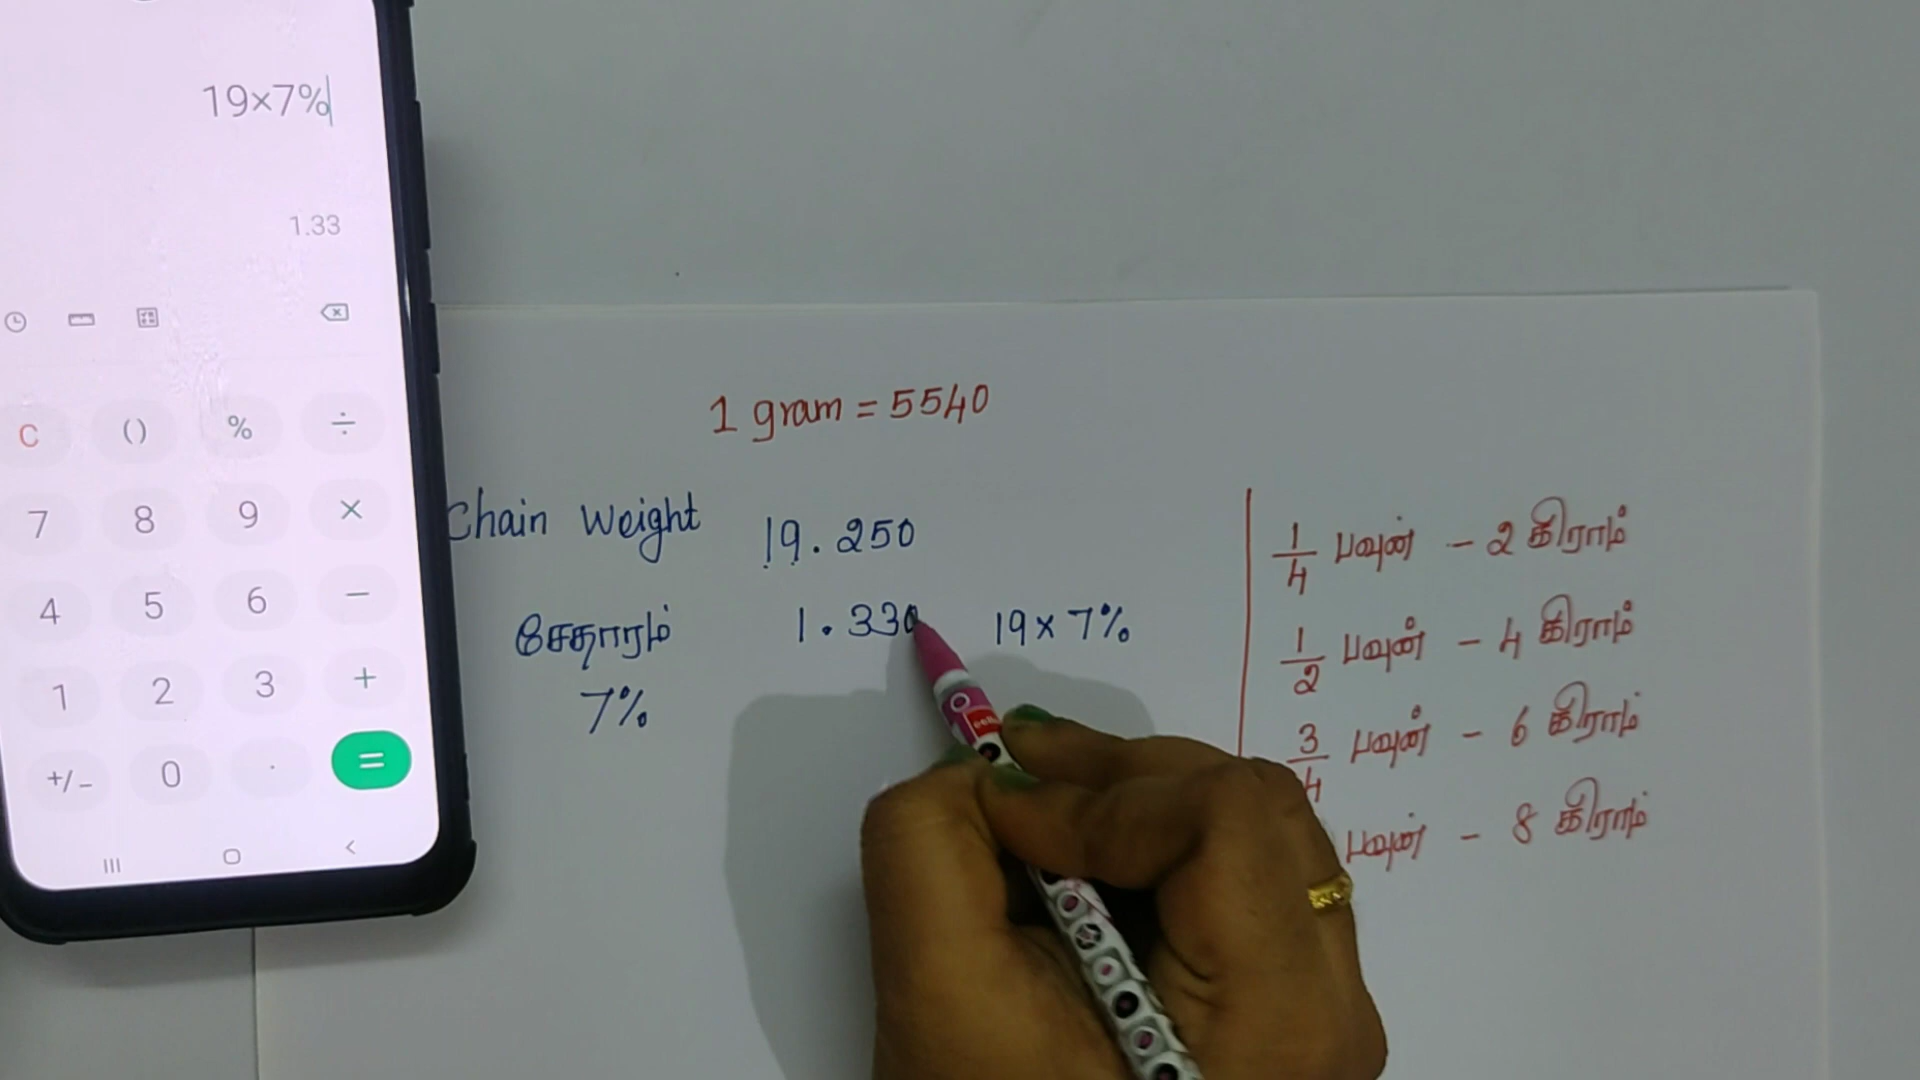 19×7%
1.33
C () % ÷
7 8 9 ×
4 5 6 −
1 2 3 +
+/− 0 . =
1 gram = 5540
Chain Weight 19.250
சேதாரம் 1.330 19 x 7%
7%
1/4 பவுன் - 2 கிராம்
1/2 பவுன் - 4 கிராம்
3/4 பவுன் - 6 கிராம்
பவுன் - 8 கிராம்